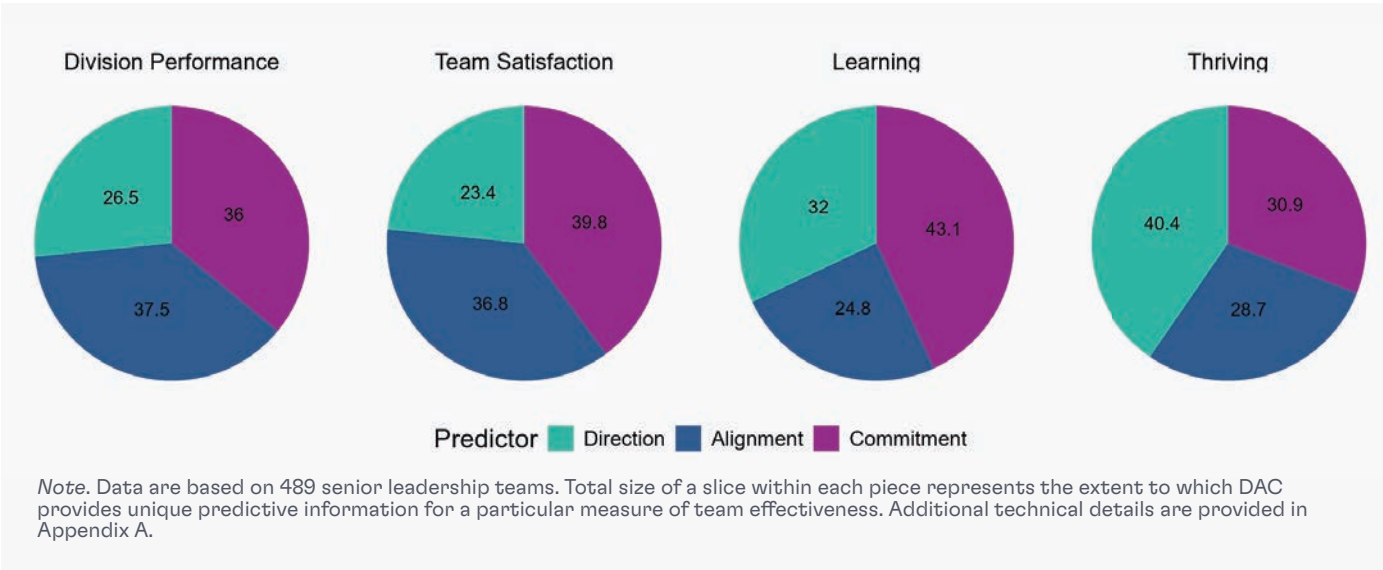 Division Performance
Team Satisfaction
Learning
Thriving
26.5
36
37.5
23.4
39.8
36.8
32
43.1
24.8
40.4
30.9
28.7
Predictor Direction Alignment Commitment
Note. Data are based on 489 senior leadership teams. Total size of a slice within each piece represents the extent to which DAC
provides unique predictive information for a particular measure of team effectiveness. Additional technical details are provided in
Appendix A.